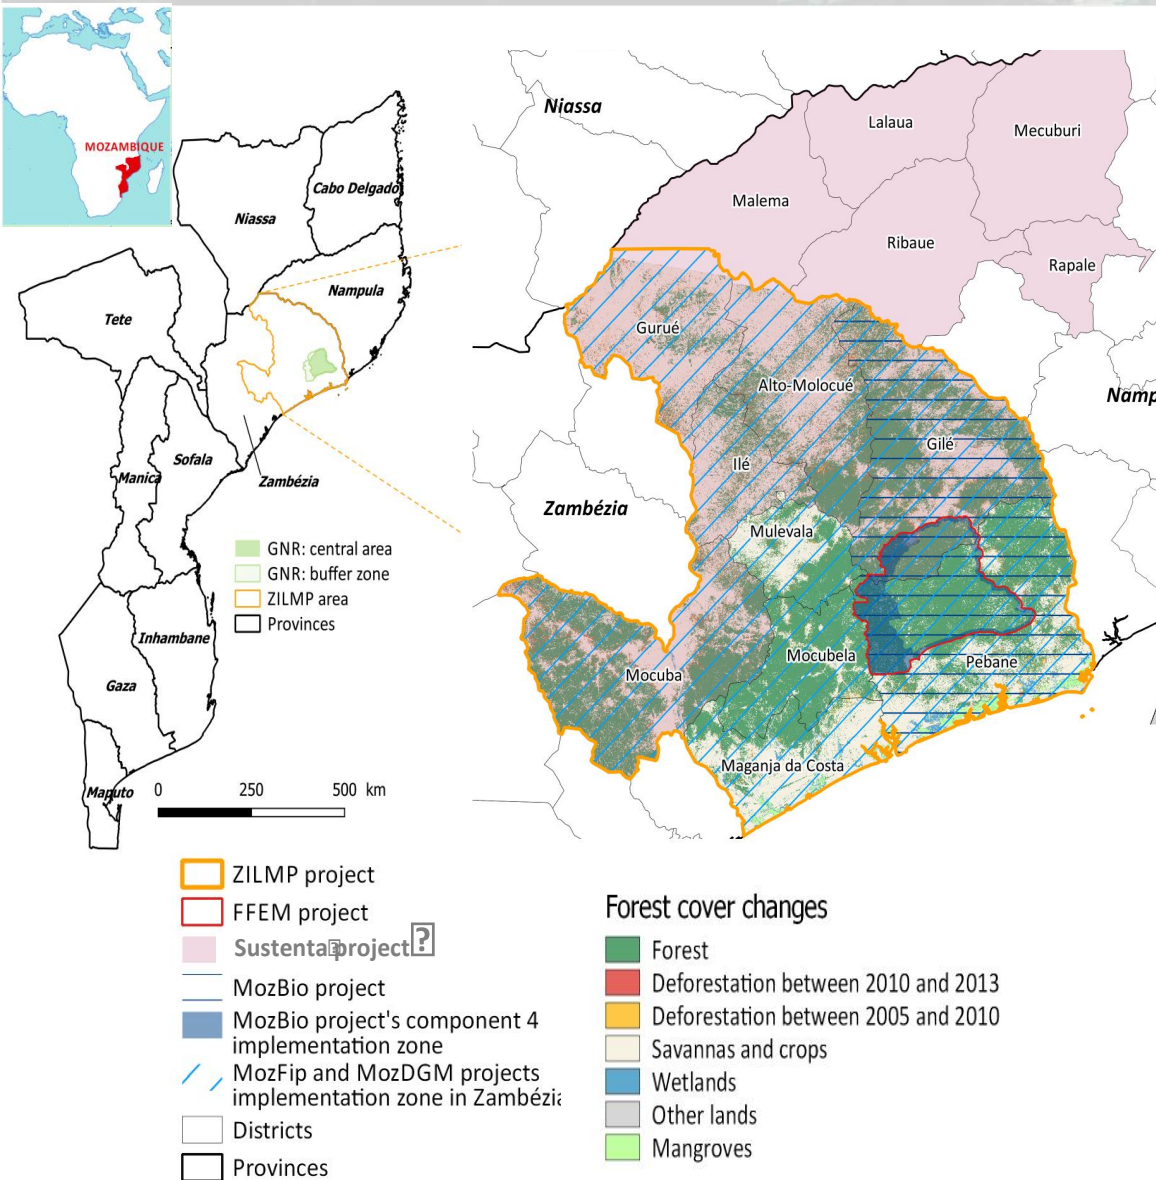 MOZAMBIQUE
Cabo Delgado
Niassa
Nampula
Tete
Sofala
Manica
Zambézia
Inhambane
Gaza
Maputo
GNR: central area
GNR: buffer zone
ZILMP area
Provinces
0 250 500 km
Niassa
Lalaua
Mecuburi
Malema
Ribaue
Rapale
Gurué
Alto-Molocué
Namp
Gilé
Ilé
Zambézia
Mulevala
Mocubela
Pebane
Mocuba
Maganja da Costa
ZILMP project
FFEM project
Sustenta project
MozBio project
MozBio project's component 4
implementation zone
MozFip and MozDGM projects
implementation zone in Zambézia
Districts
Provinces
Forest cover changes
Forest
Deforestation between 2010 and 2013
Deforestation between 2005 and 2010
Savannas and crops
Wetlands
Other lands
Mangroves